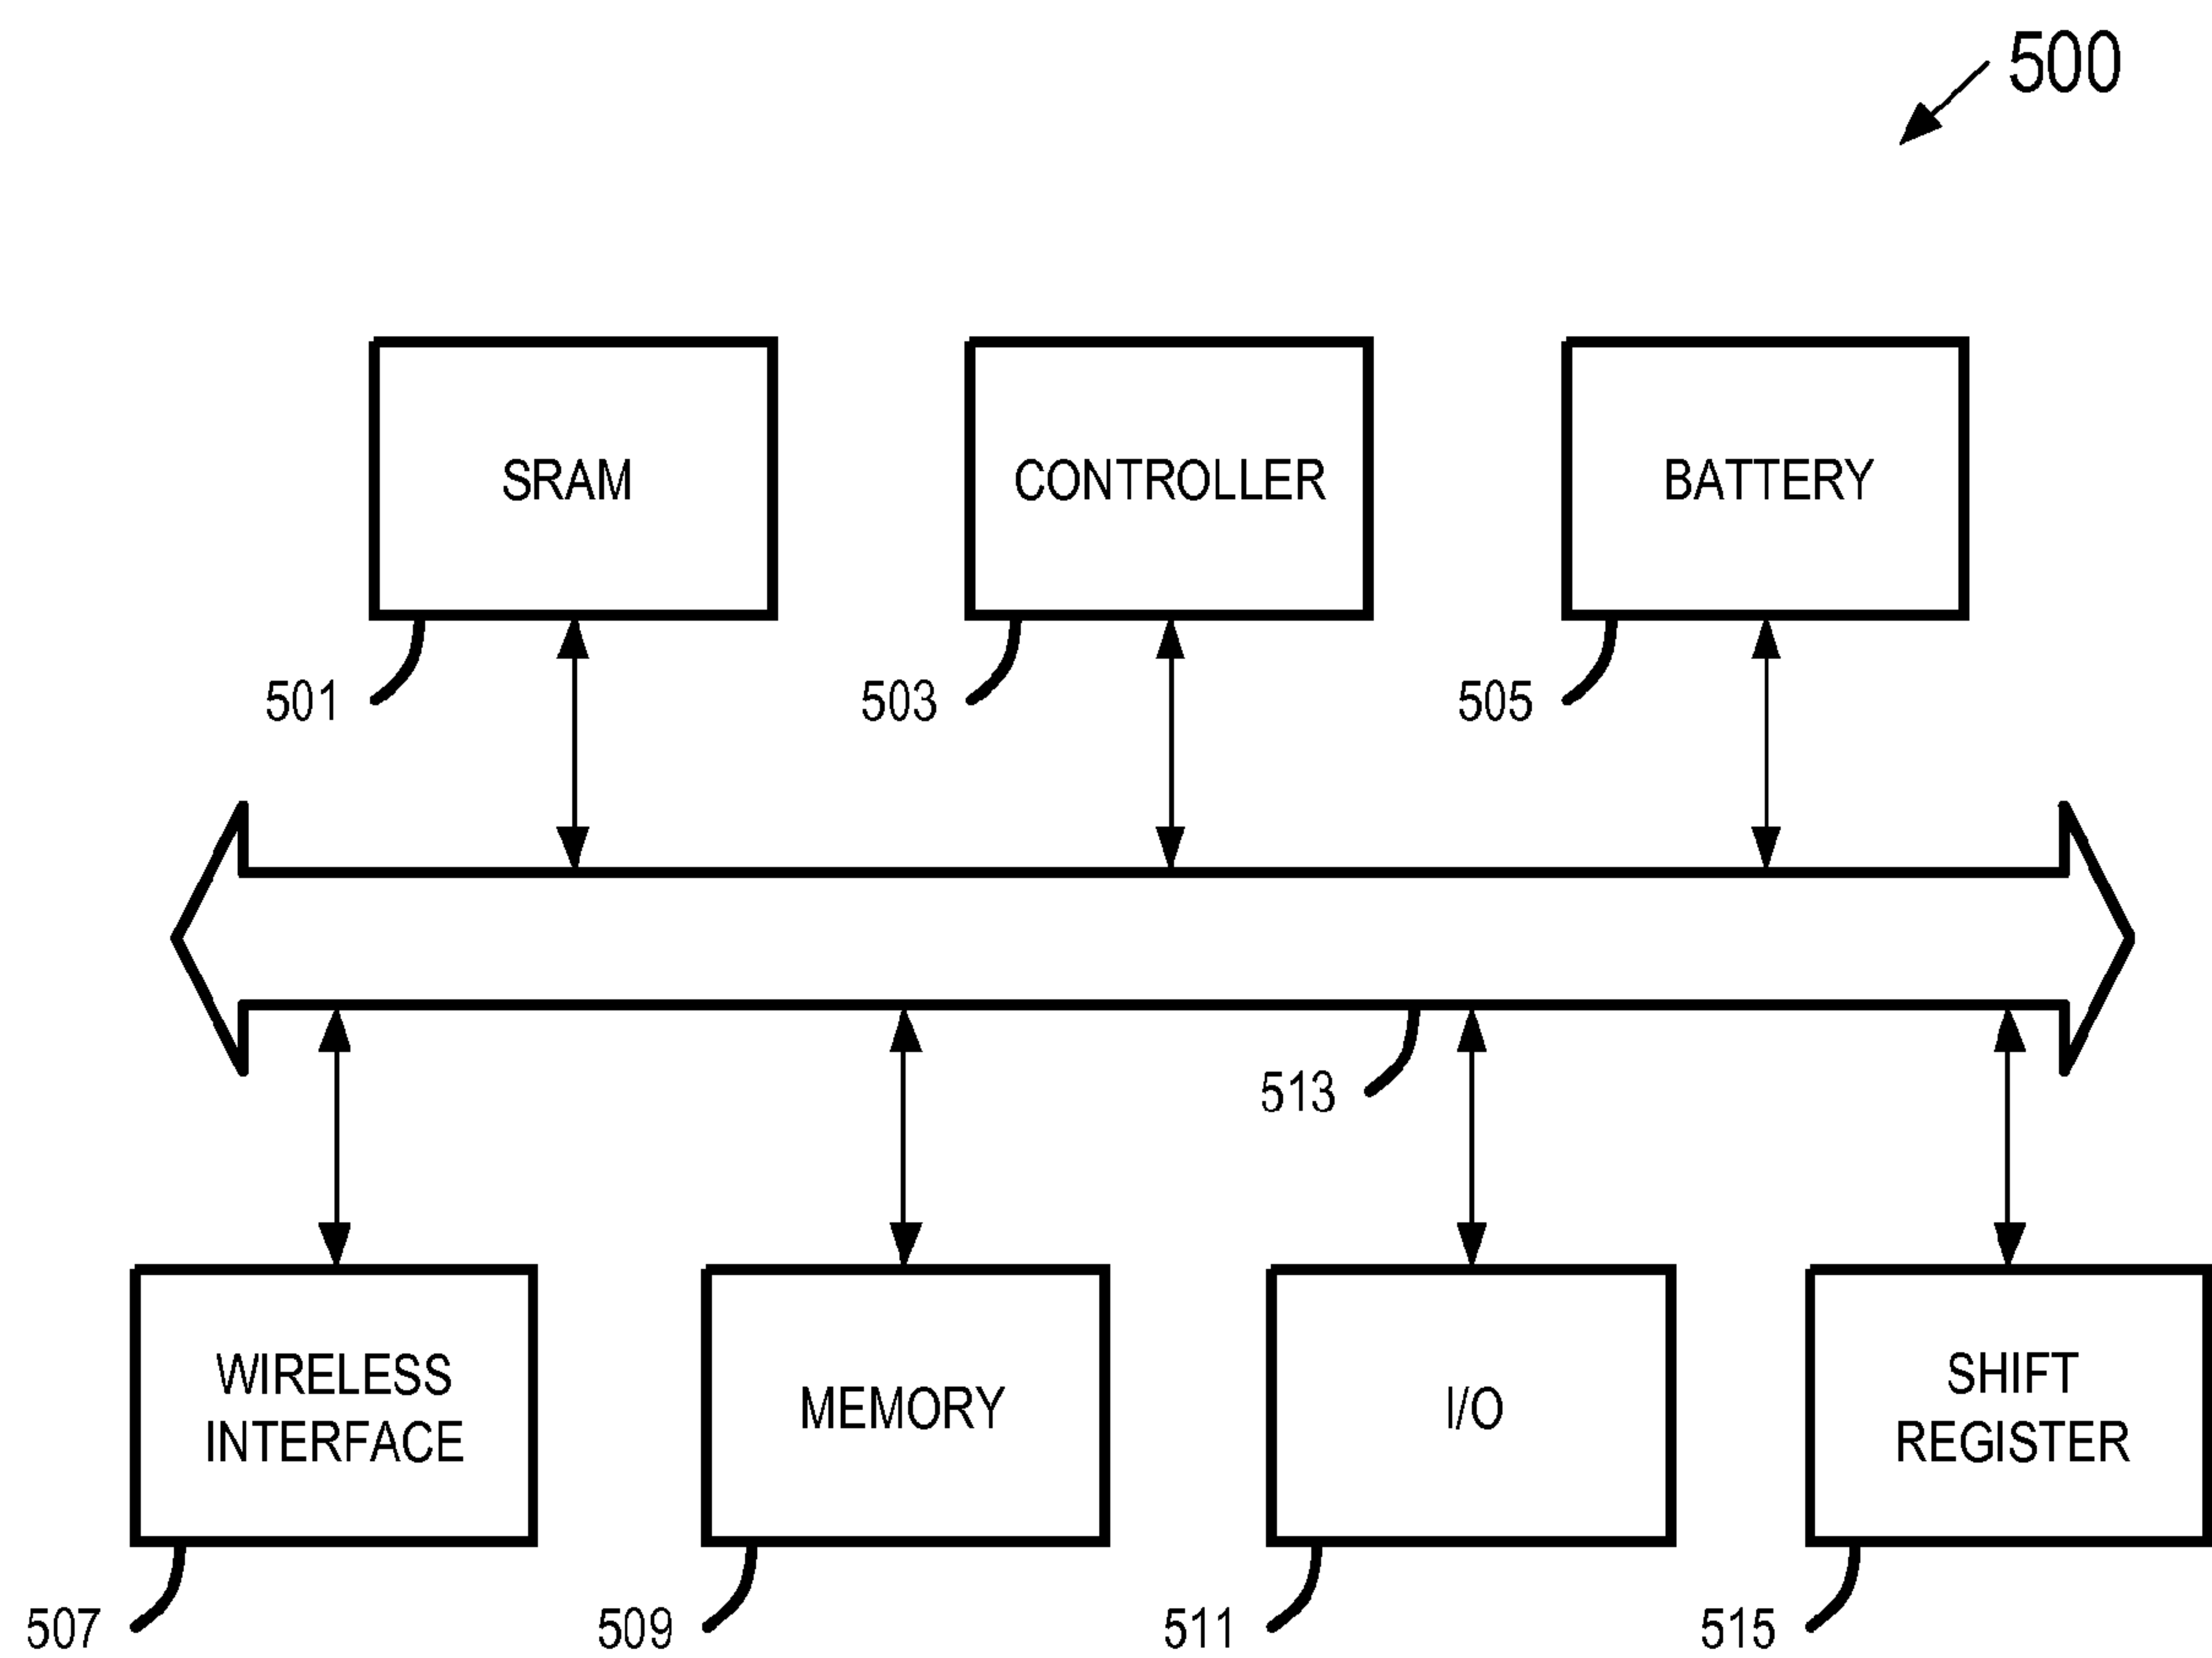 500
SRAM
CONTROLLER
BATTERY
501
503
505
513
WIRELESS
INTERFACE
MEMORY
I/O
SHIFT
REGISTER
507
509
511
515